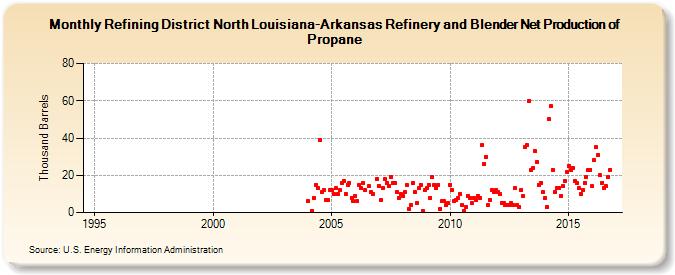 Monthly Refining District North Louisiana-Arkansas Refinery and Blender Net Production of
Propane
Thousand Barrels
80
60
40
20
0
1995 2000 2005 2010 2015
Source: U.S. Energy Information Administration